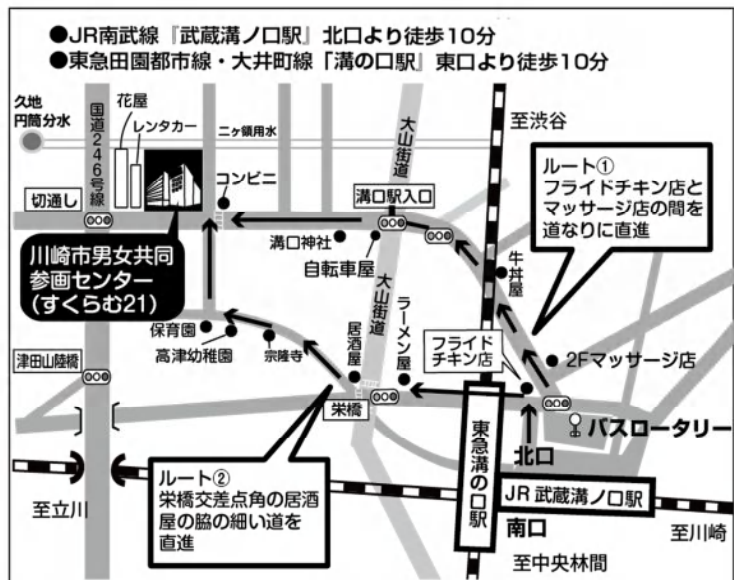 ●JR南武線『武蔵溝ノ口駅』北口より徒歩10分
●東急田園都市線・大井町線「溝の口駅」東口より徒歩10分
久地
円筒分水
国道246号線
花屋
レンタカー
二ヶ領用水
大山街道
至渋谷
コンビニ
切通し
溝口駅入口
ルート①
フライドチキン店と
マッサージ店の間を
道なりに直進
川崎市男女共同
参画センター
(すくらむ21)
溝口神社
自転車屋
牛丼屋
大山街道
保育園
高津幼稚園
宗隆寺
居酒屋
ラーメン屋
フライド
チキン店
2Fマッサージ店
津田山陸橋
栄橋
バスロータリー
北口
東急溝の口駅
ルート②
栄橋交差点角の居酒
屋の脇の細い道を
直進
JR 武蔵溝ノ口駅
至立川
南口
至川崎
至中央林間